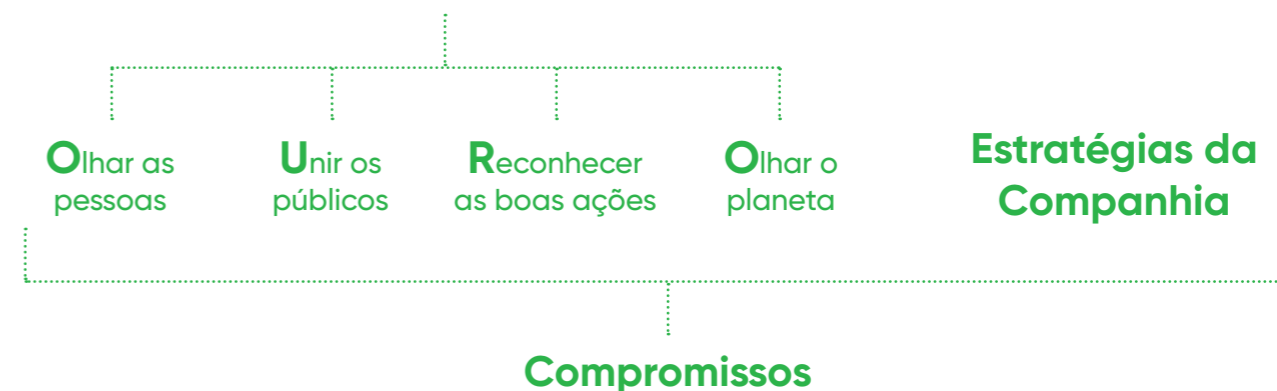 Olhar as
pessoas
Unir os
públicos
Reconhecer
as boas ações
Olhar o
planeta
Estratégias da
Companhia
Compromissos